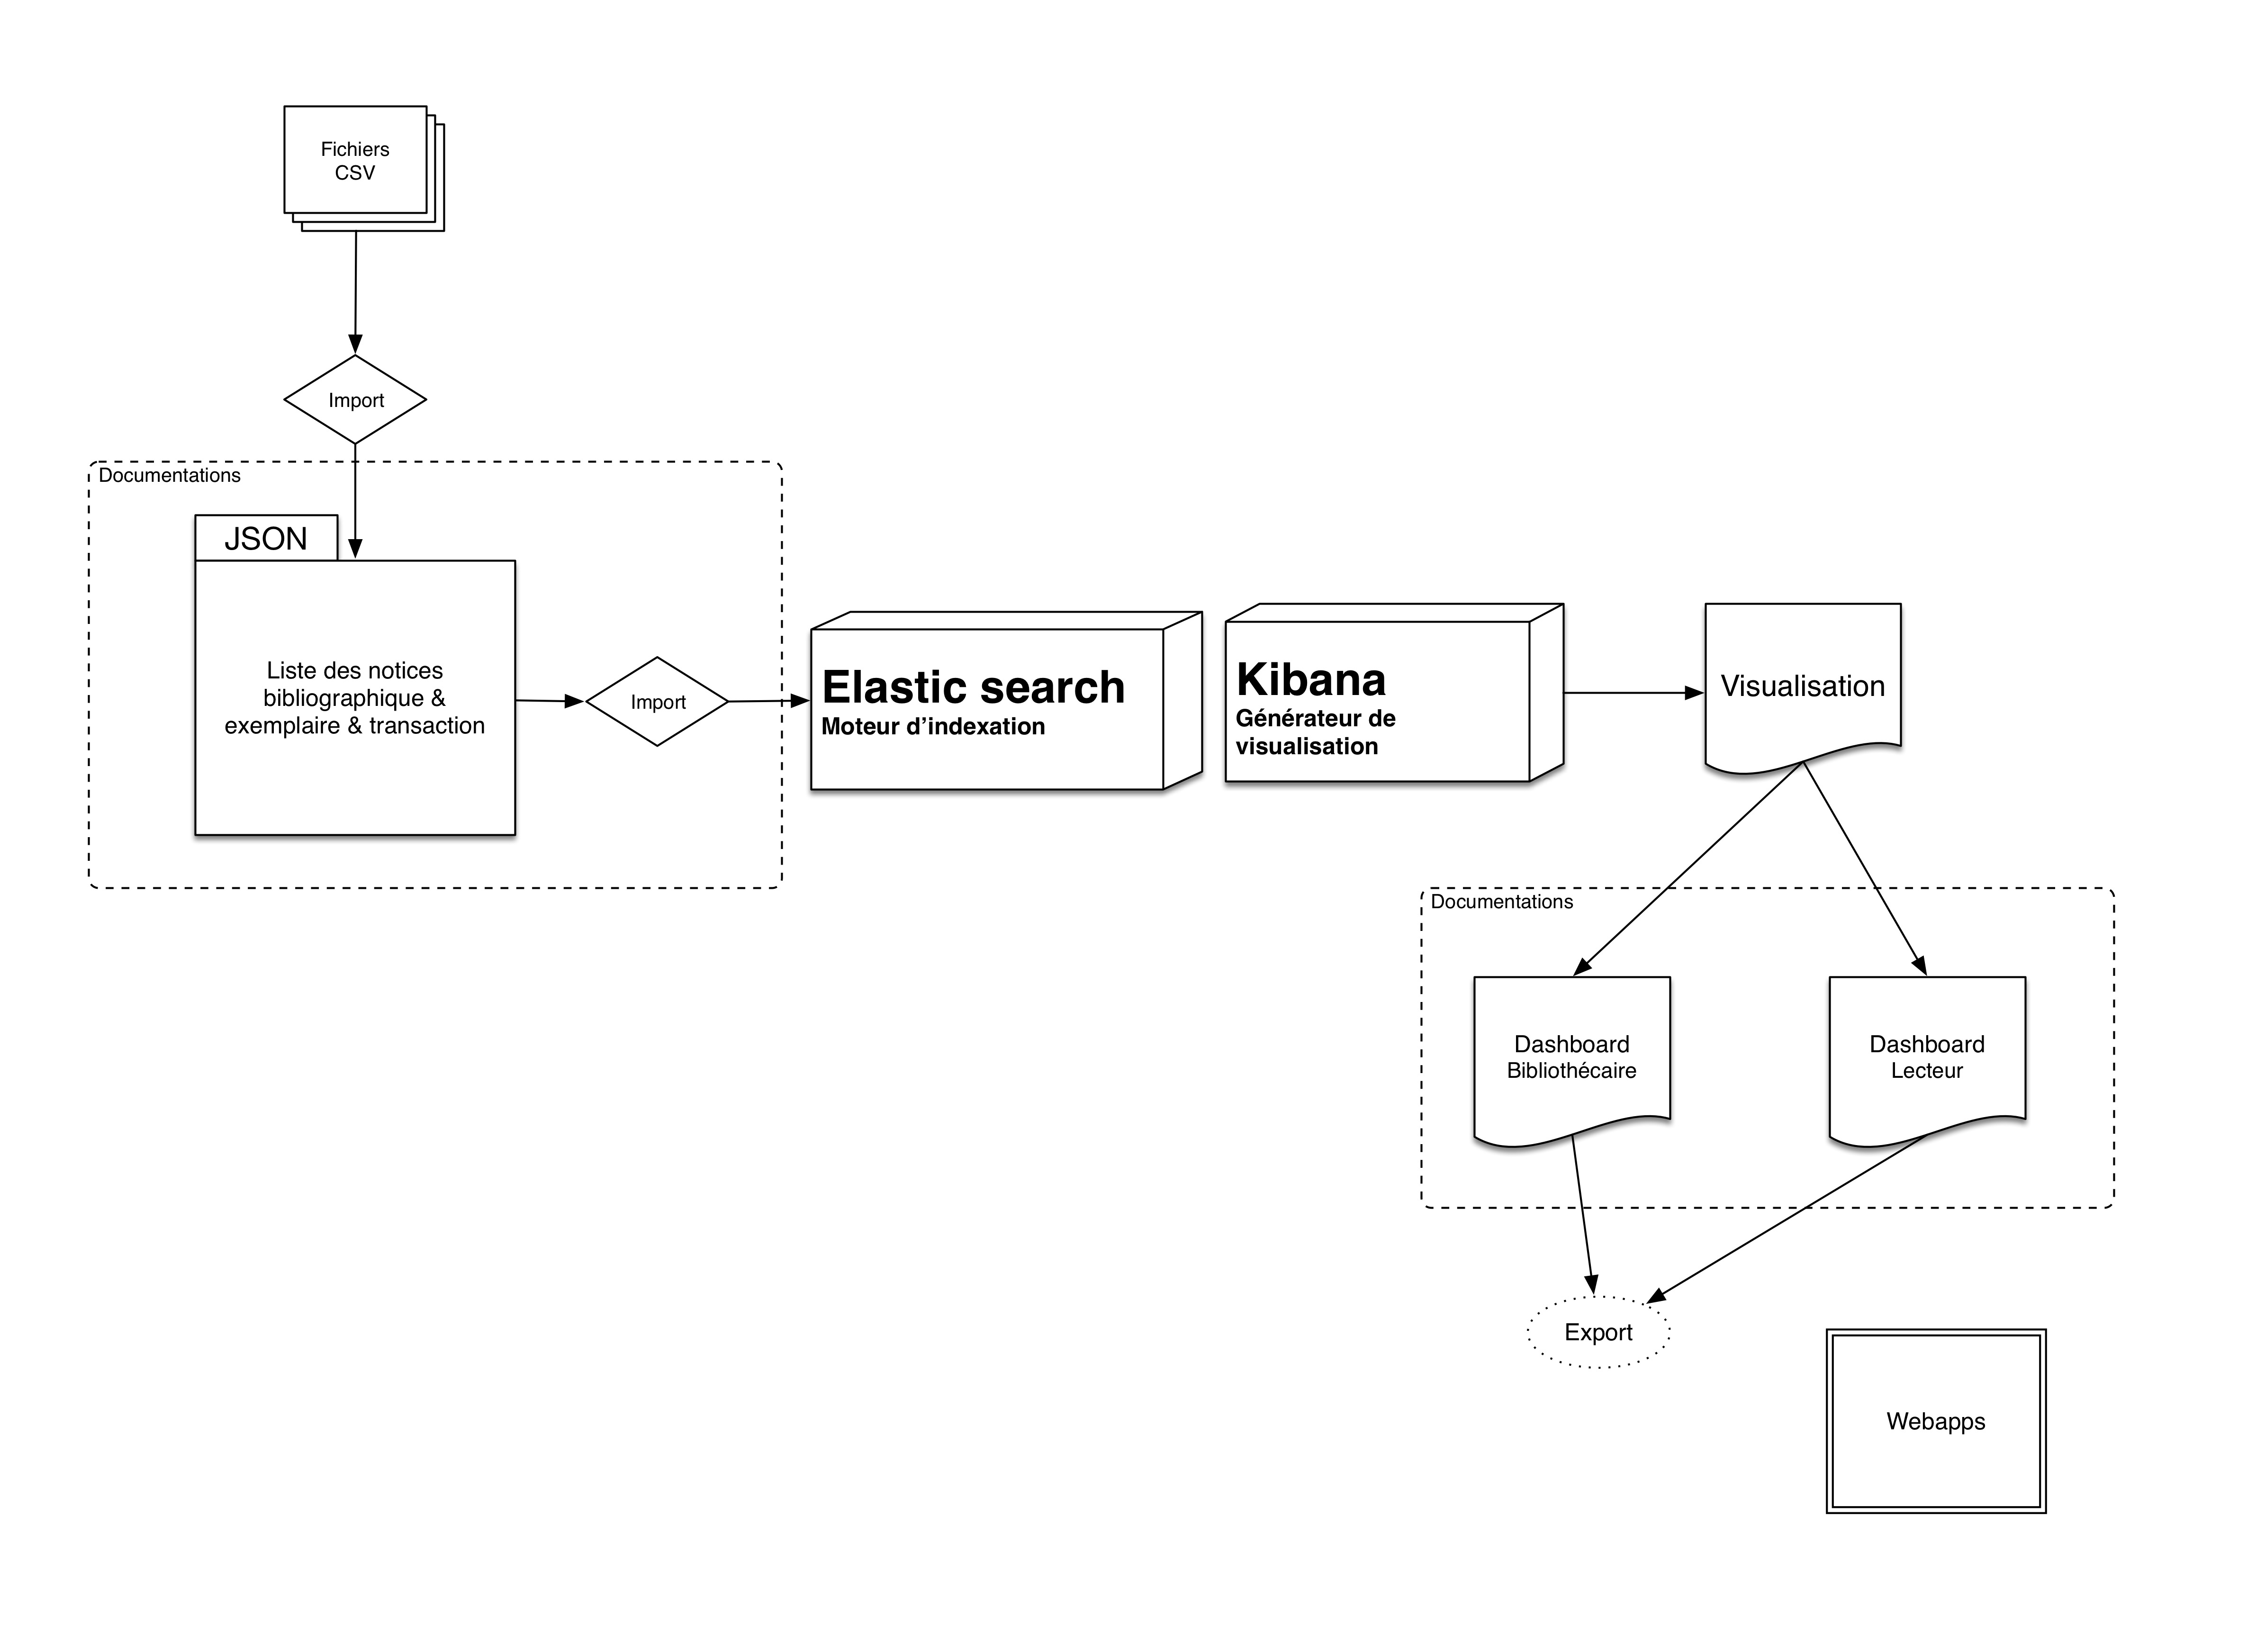 Fichiers
CSV
Import
Documentations
JSON
Liste des notices
bibliographique &
exemplaire & transaction
Import
Elastic search
Moteur d’indexation
Kibana
Générateur de
visualisation
Visualisation
Documentations
Dashboard
Bibliothécaire
Dashboard
Lecteur
Export
Webapps